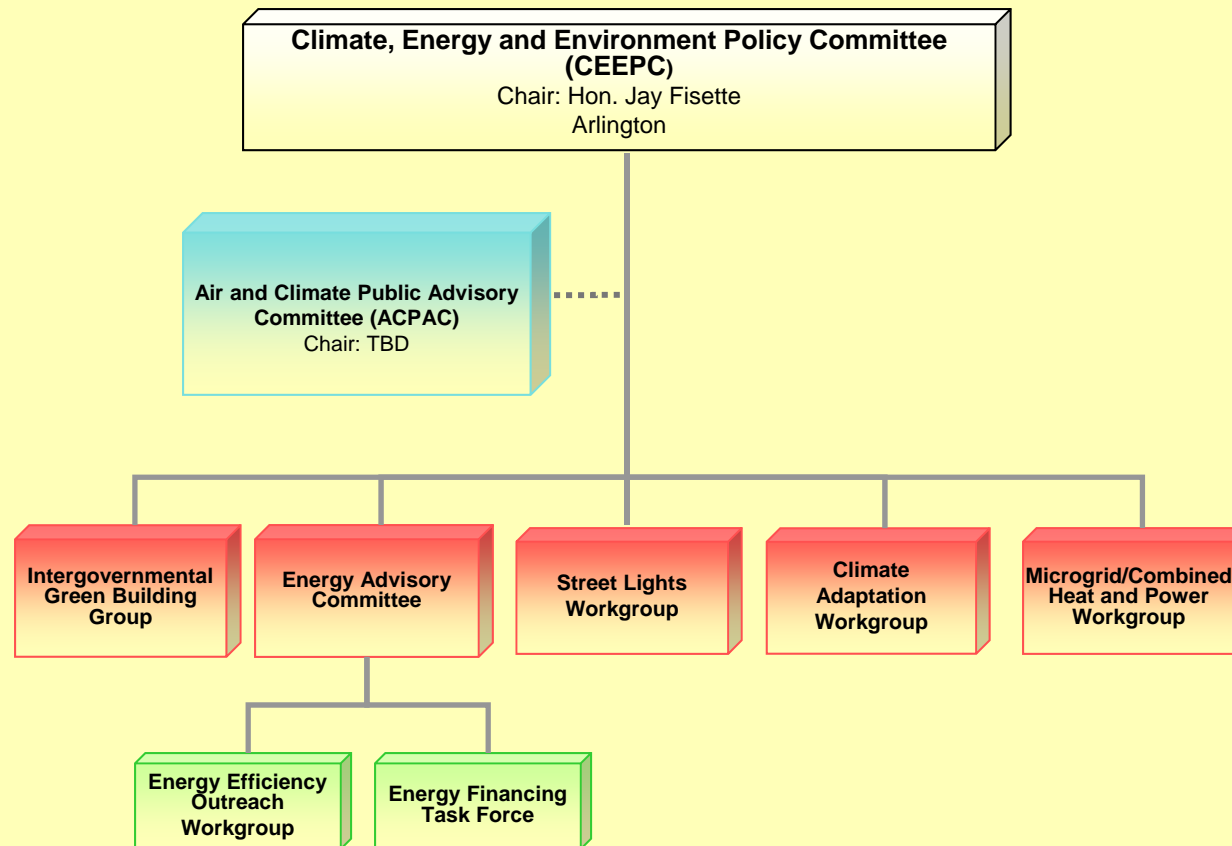 Climate, Energy and Environment Policy Committee
(CEEPC)
Chair: Hon. Jay Fisette
Arlington
Air and Climate Public Advisory
Committee (ACPAC)
Chair: TBD
Intergovernmental
Green Building
Group
Energy Advisory
Committee
Street Lights
Workgroup
Climate
Adaptation
Workgroup
Microgrid/Combined
Heat and Power
Workgroup
Energy Efficiency
Outreach
Workgroup
Energy Financing
Task Force